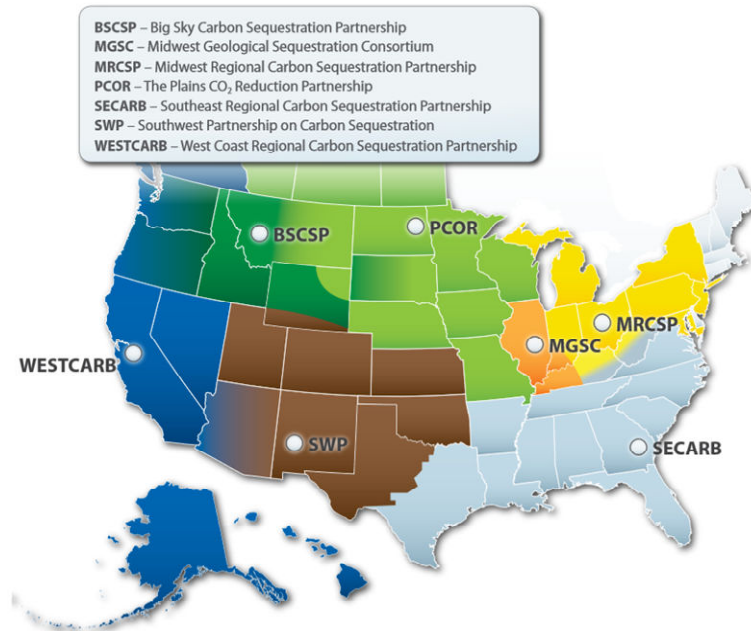 BSCSP – Big Sky Carbon Sequestration Partnership
MGSC – Midwest Geological Sequestration Consortium
MRCSP – Midwest Regional Carbon Sequestration Partnership
PCOR – The Plains CO₂ Reduction Partnership
SECARB – Southeast Regional Carbon Sequestration Partnership
SWP – Southwest Partnership on Carbon Sequestration
WESTCARB – West Coast Regional Carbon Sequestration Partnership
BSCSP
PCOR
MRCSP
MGSC
WESTCARB
SWP
SECARB